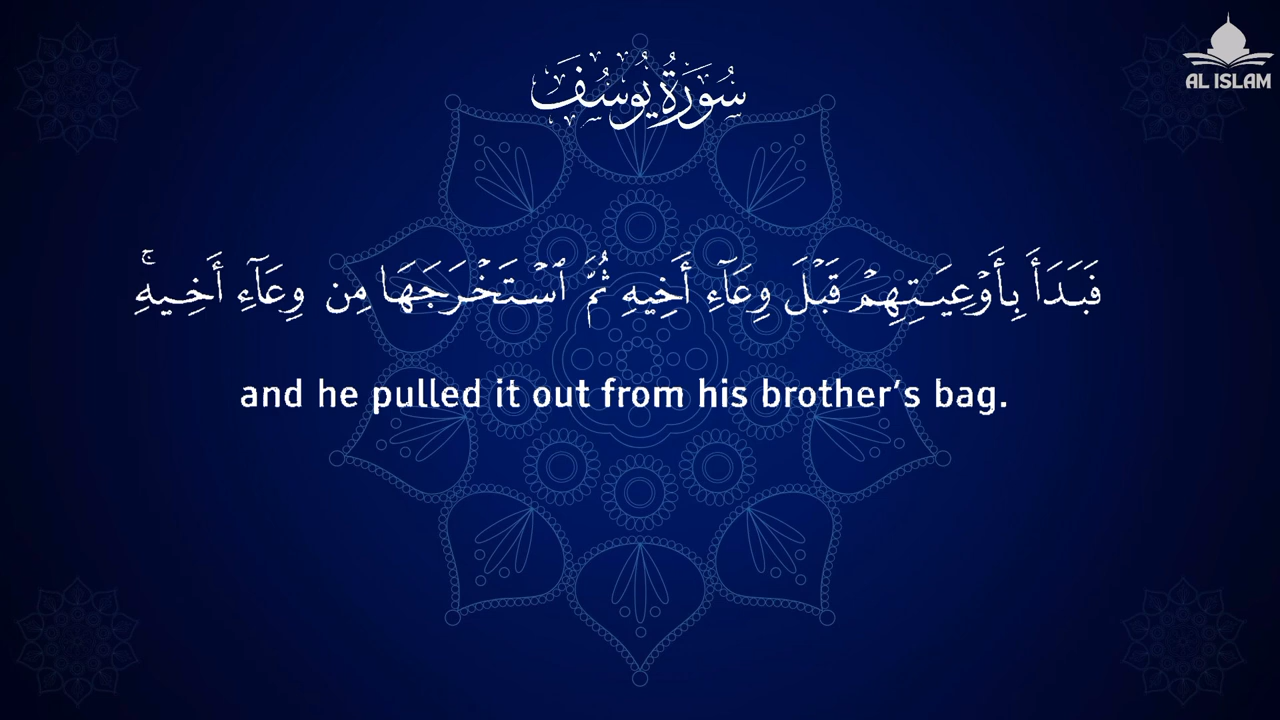 سُورَةُ يُوسُفَ
AL ISLAM
فَبَدَأَ بِأَوْعِيَتِهِمْ قَبْلَ وِعَآءِ أَخِيهِ ثُمَّ ٱسْتَخْرَجَهَا مِن وِعَآءِ أَخِيهِ ۚ
and he pulled it out from his brother's bag.